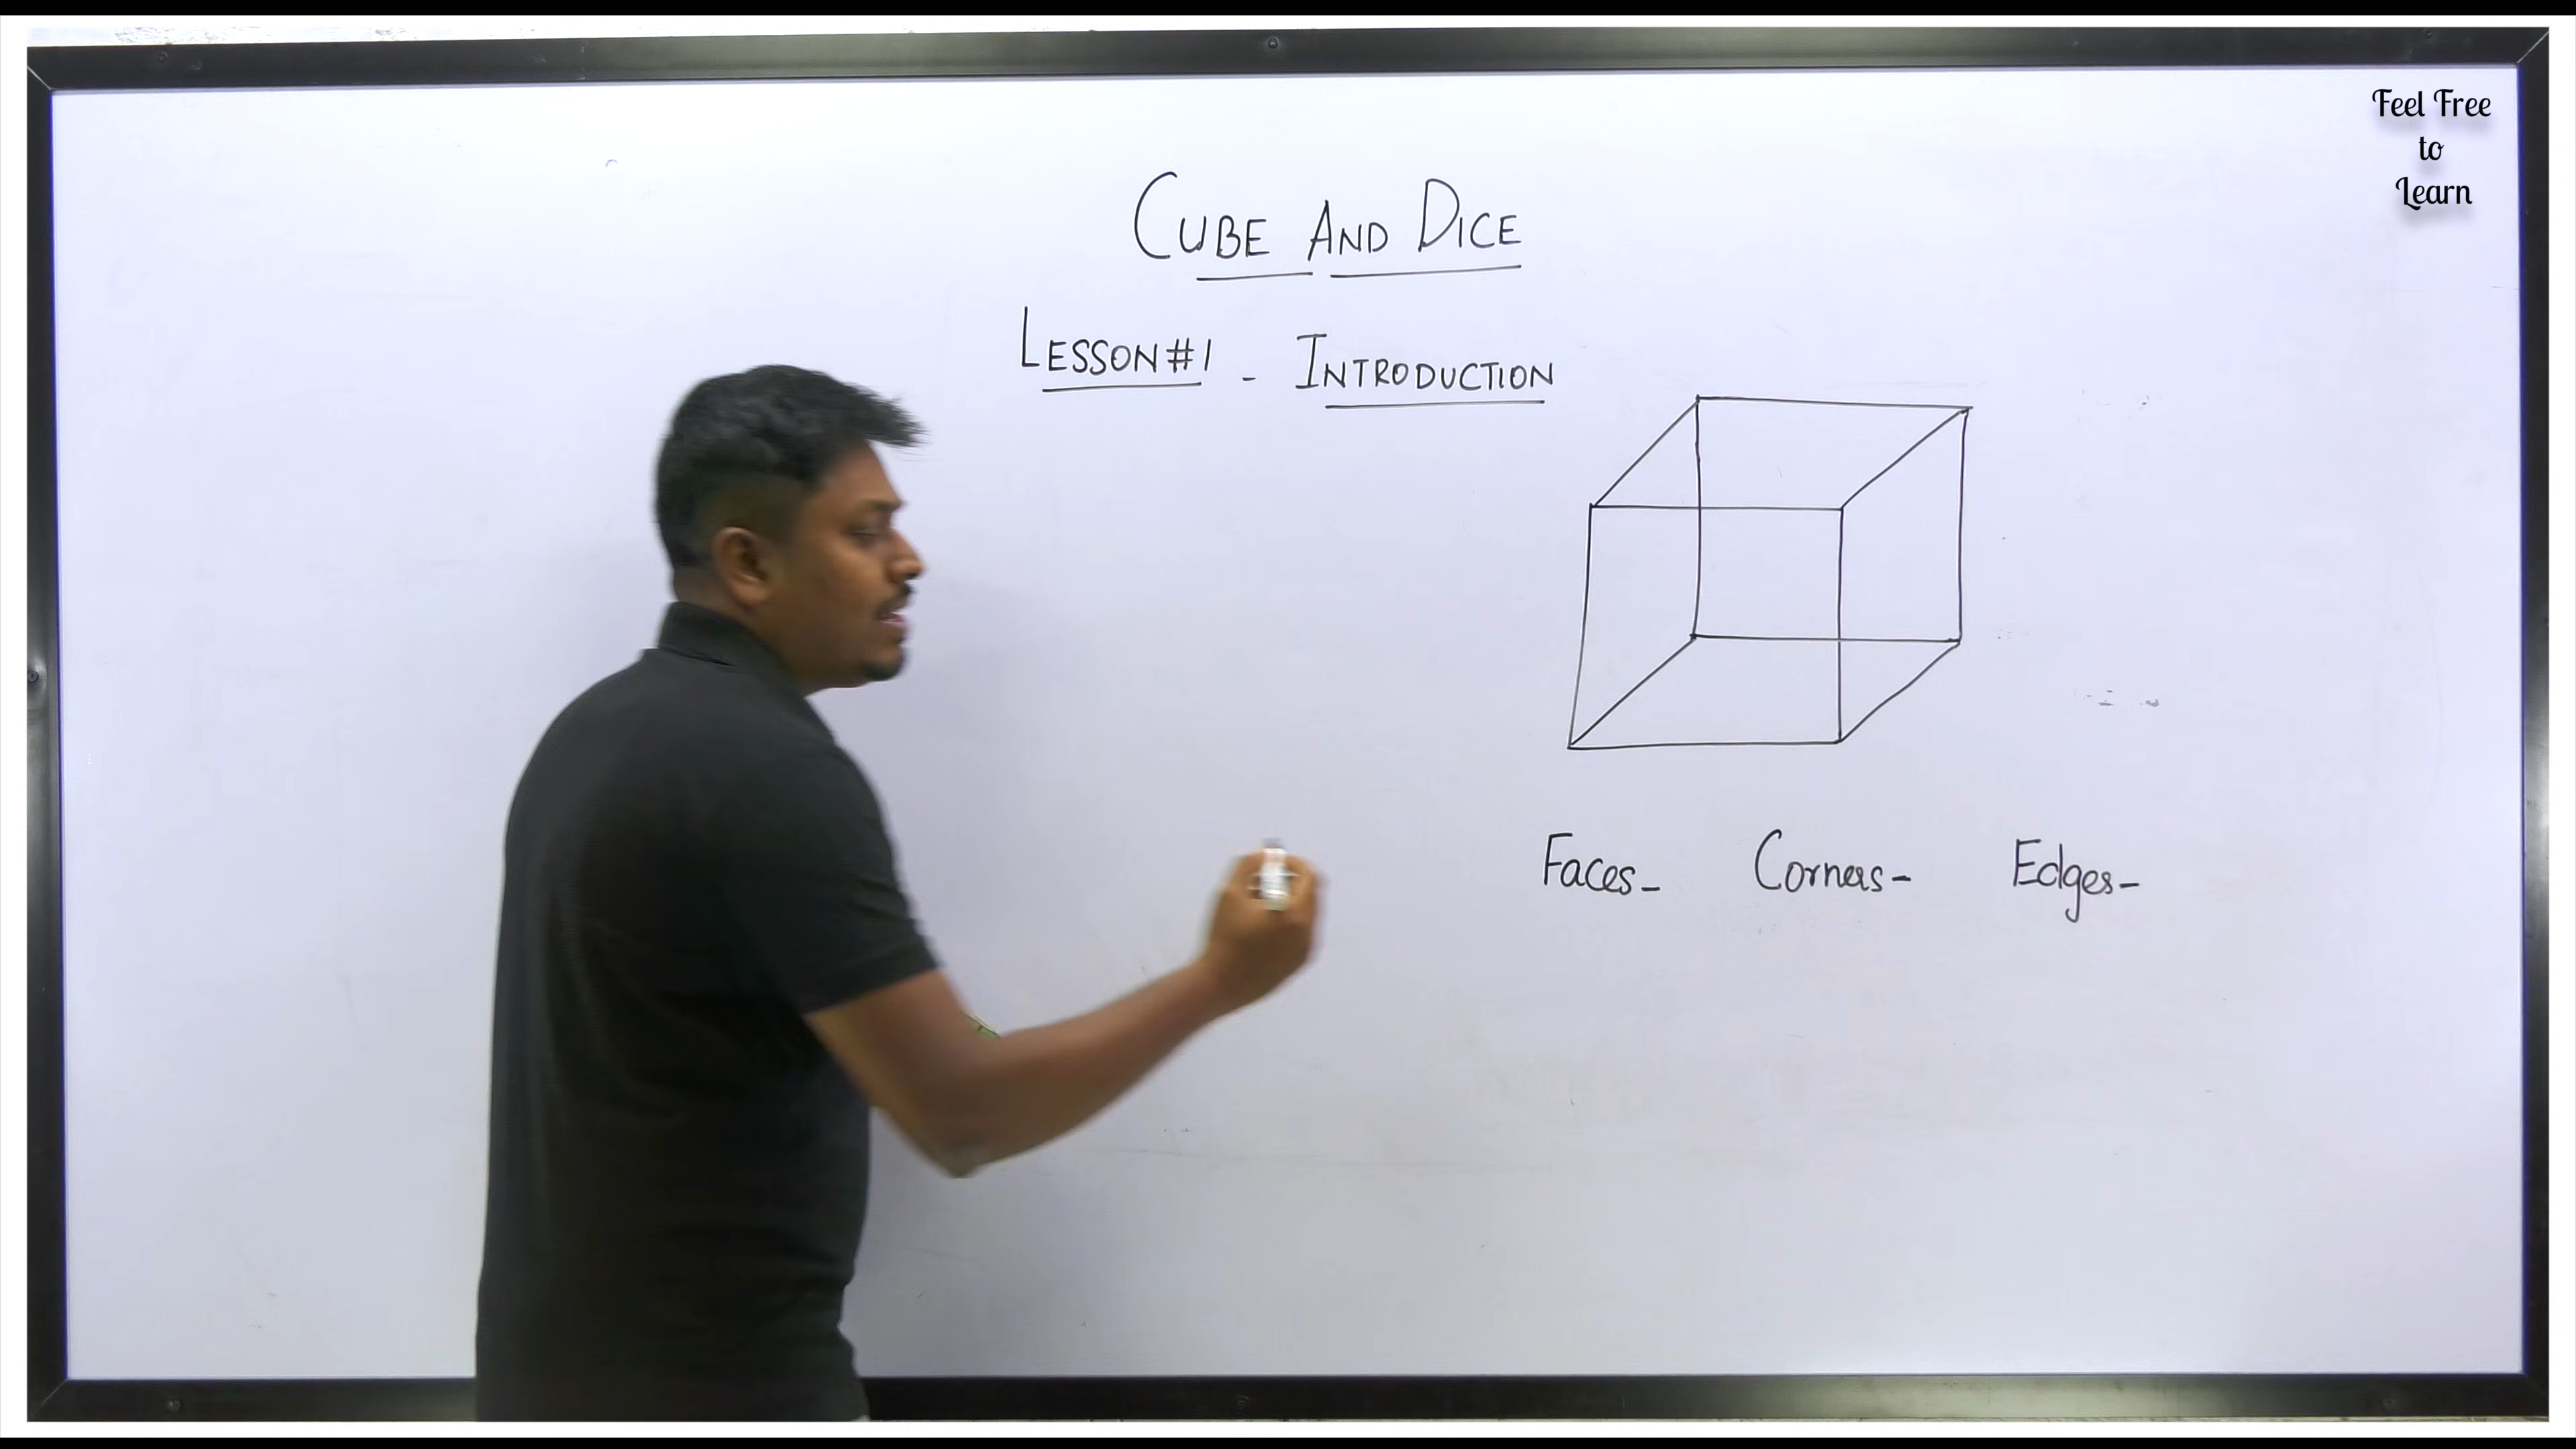 Feel Free
to
Learn
CUBE AND DICE
LESSON#1 - INTRODUCTION
Faces- Corners- Edges-